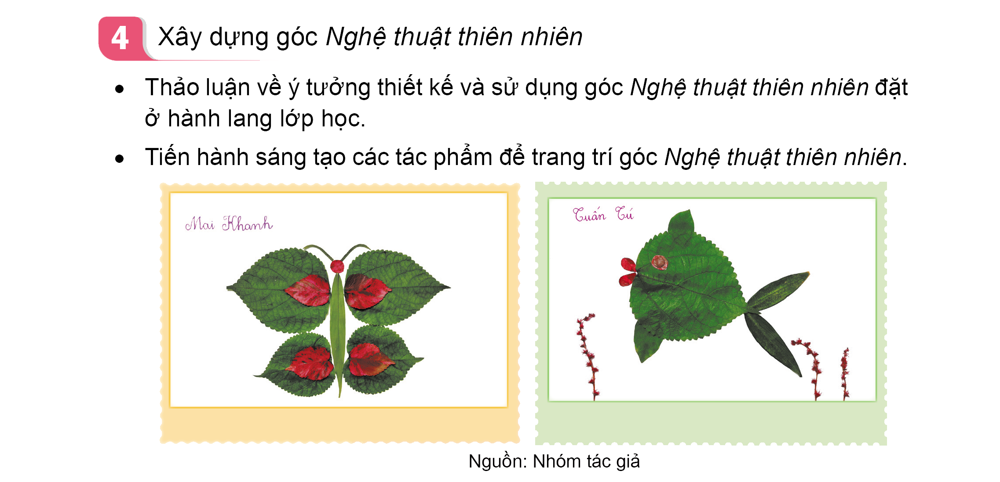 4 Xây dựng góc Nghệ thuật thiên nhiên
• Thảo luận về ý tưởng thiết kế và sử dụng góc Nghệ thuật thiên nhiên đặt
ở hành lang lớp học.
• Tiến hành sáng tạo các tác phẩm để trang trí góc Nghệ thuật thiên nhiên.
Mai Khanh
Tuấn Tú
Nguồn: Nhóm tác giả